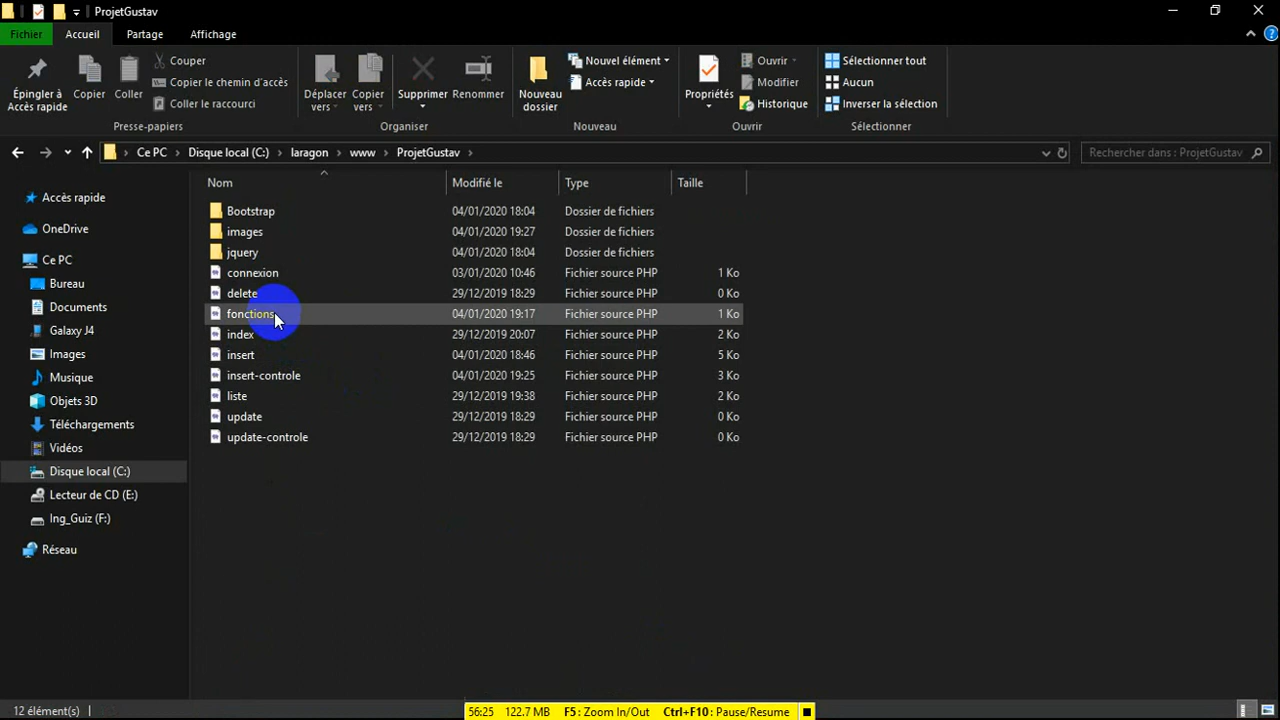 ProjetGustav
Fichier Accueil Partage Affichage
Épingler à Accès rapide
Copier
Coller
Couper
Copier le chemin d'accès
Coller le raccourci
Presse-papiers
Déplacer vers
Copier vers
Supprimer
Renommer
Organiser
Nouveau dossier
Nouvel élément
Accès rapide
Nouveau
Propriétés
Ouvrir
Modifier
Historique
Ouvrir
Sélectionner tout
Aucun
Inverser la sélection
Sélectionner
Ce PC > Disque local (C:) > laragon > www > ProjetGustav >
Rechercher dans : ProjetGustav
Accès rapide
OneDrive
Ce PC
Bureau
Documents
Galaxy J4
Images
Musique
Objets 3D
Téléchargements
Vidéos
Disque local (C:)
Lecteur de CD (E:)
Ing_Guiz (F:)
Réseau
Nom Modifié le Type Taille
Bootstrap 04/01/2020 18:04 Dossier de fichiers
images 04/01/2020 19:27 Dossier de fichiers
jquery 04/01/2020 18:04 Dossier de fichiers
connexion 03/01/2020 10:46 Fichier source PHP 1 Ko
delete 29/12/2019 18:29 Fichier source PHP 0 Ko
fonctions 04/01/2020 19:17 Fichier source PHP 1 Ko
index 29/12/2019 20:07 Fichier source PHP 2 Ko
insert 04/01/2020 18:46 Fichier source PHP 5 Ko
insert-controle 04/01/2020 19:25 Fichier source PHP 3 Ko
liste 29/12/2019 19:38 Fichier source PHP 2 Ko
update 29/12/2019 18:29 Fichier source PHP 0 Ko
update-controle 29/12/2019 18:29 Fichier source PHP 0 Ko
12 élément(s)
56:25 122.7 MB F5: Zoom In/Out Ctrl+F10: Pause/Resume